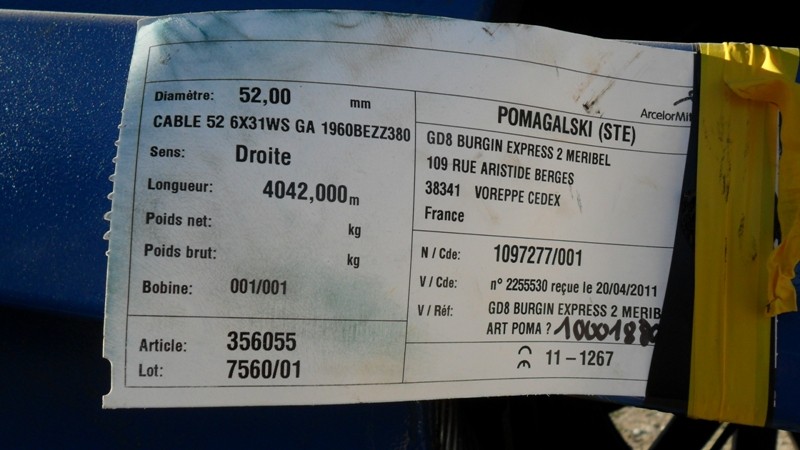 Diamètre: 52,00 mm
CABLE 52 6X31WS GA 1960BEZZ380
Sens: Droite
Longueur: 4042,000 m
Poids net: kg
Poids brut: kg
Bobine: 001/001
Article: 356055
Lot: 7560/01
ArcelorMit
POMAGALSKI (STE)
GD8 BURGIN EXPRESS 2 MERIBEL
109 RUE ARISTIDE BERGES
38341 VOREPPE CEDEX
France
N / Cde: 1097277/001
V / Cde: n° 2255530 reçue le 20/04/2011
V / Réf: GD8 BURGIN EXPRESS 2 MERIB
ART POMA ?
CE 11 – 1267